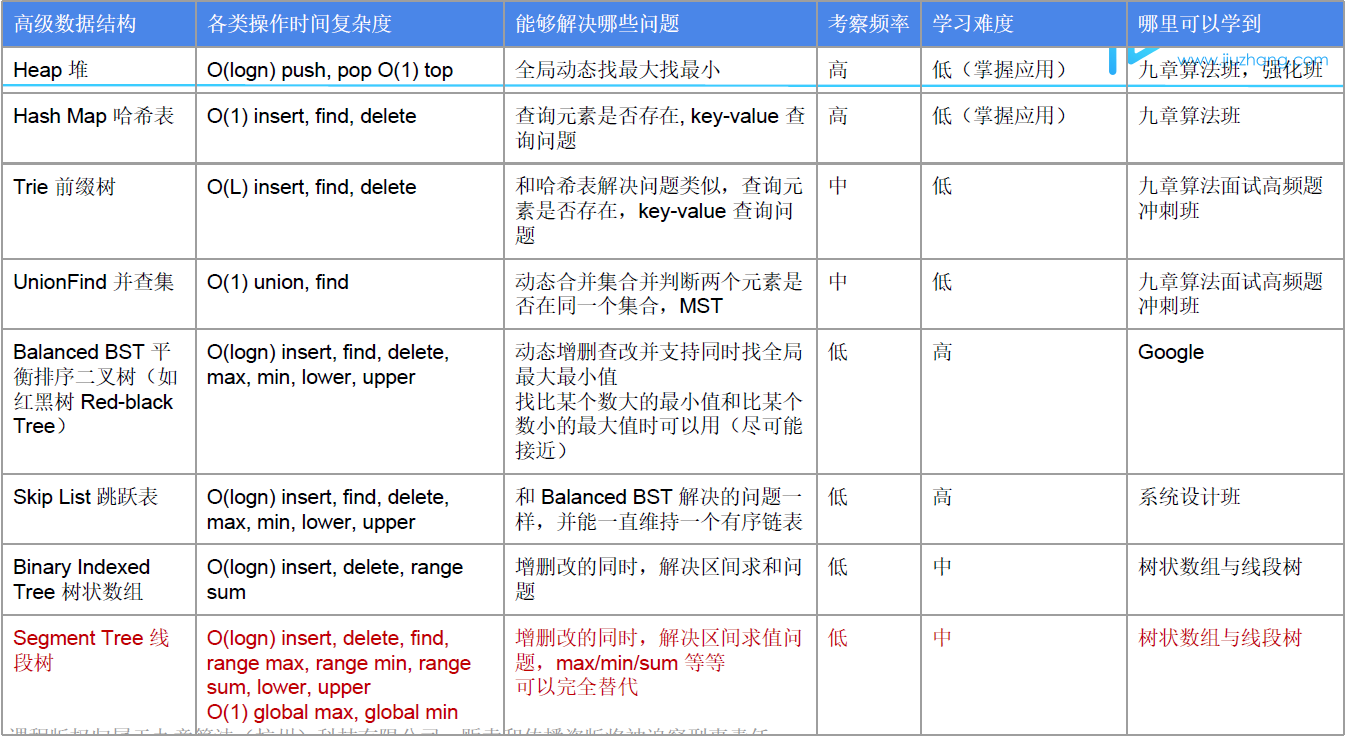 高级数据结构 各类操作时间复杂度 能够解决哪些问题 考察频率 学习难度 哪里可以学到
www.jiuzhang.com
Heap 堆 O(logn) push, pop O(1) top 全局动态找最大找最小 高 低（掌握应用） 九章算法班，强化班
Hash Map 哈希表 O(1) insert, find, delete 查询元素是否存在, key-value 查
询问题
高 低（掌握应用） 九章算法班
Trie 前缀树 O(L) insert, find, delete 和哈希表解决问题类似，查询元
素是否存在，key-value 查询问
题
中 低 九章算法面试高频题
冲刺班
UnionFind 并查集 O(1) union, find 动态合并集合并判断两个元素是
否在同一个集合，MST
中 低 九章算法面试高频题
冲刺班
Balanced BST 平
衡排序二叉树（如
红黑树 Red-black
Tree）
O(logn) insert, find, delete,
max, min, lower, upper
动态增删查改并支持同时找全局
最大最小值
找比某个数大的最小值和比某个
数小的最大值时可以用（尽可能
接近）
低 高 Google
Skip List 跳跃表 O(logn) insert, find, delete,
max, min, lower, upper
和 Balanced BST 解决的问题一
样，并能一直维持一个有序链表
低 高 系统设计班
Binary Indexed
Tree 树状数组
O(logn) insert, delete, range
sum
增删改的同时，解决区间求和问
题
低 中 树状数组与线段树
Segment Tree 线
段树
O(logn) insert, delete, find,
range max, range min, range
sum, lower, upper
O(1) global max, global min
增删改的同时，解决区间求值问
题，max/min/sum 等等
可以完全替代
低 中 树状数组与线段树
课程版权归属于九章算法（杭州）科技有限公司，贩卖和传播盗版将被追究刑事责任